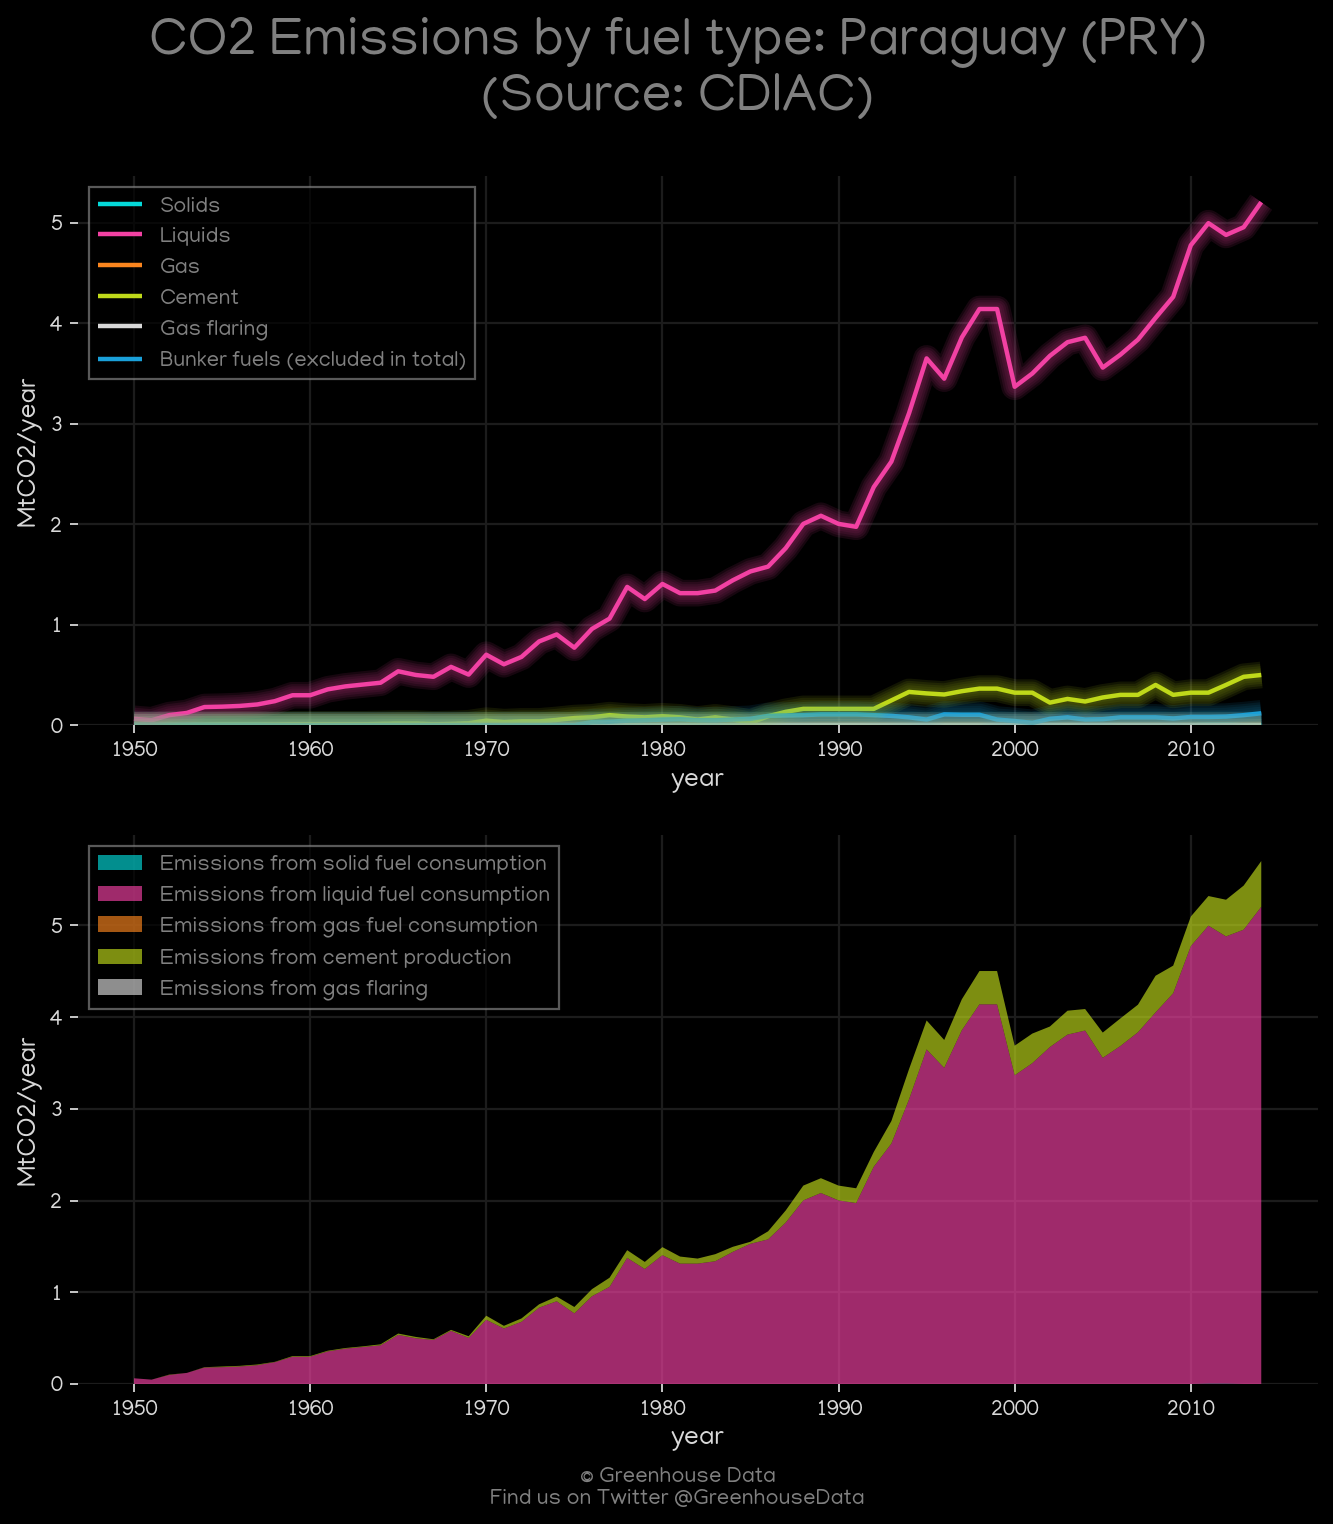 CO2 Emissions by fuel type: Paraguay (PRY)
(Source: CDIAC)
Solids
Liquids
Gas
Cement
Gas flaring
Bunker fuels (excluded in total)
MtCO2/year
5
4
3
2
1
0
1950 1960 1970 1980 1990 2000 2010
year
Emissions from solid fuel consumption
Emissions from liquid fuel consumption
Emissions from gas fuel consumption
Emissions from cement production
Emissions from gas flaring
MtCO2/year
5
4
3
2
1
0
1950 1960 1970 1980 1990 2000 2010
year
© Greenhouse Data
Find us on Twitter @GreenhouseData